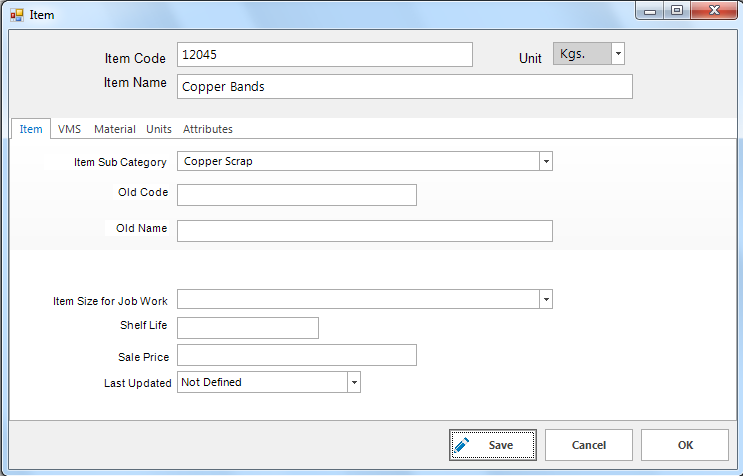 Item
Item Code 12045 Unit Kgs.
Item Name Copper Bands
Item VMS Material Units Attributes
Item Sub Category Copper Scrap
Old Code
Old Name
Item Size for Job Work
Shelf Life
Sale Price
Last Updated Not Defined
Save Cancel OK